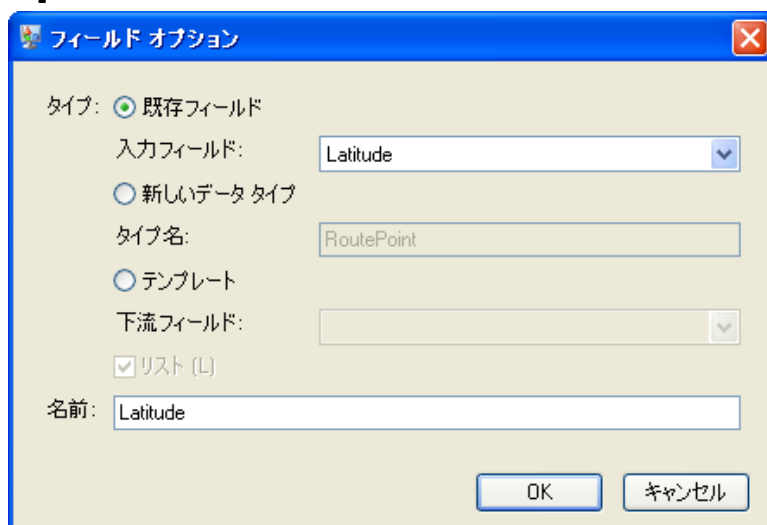 フィールド オプション
タイプ: 既存フィールド
入力フィールド: Latitude
新しいデータ タイプ
タイプ名: RoutePoint
テンプレート
下流フィールド:
リスト (L)
名前: Latitude
OK キャンセル